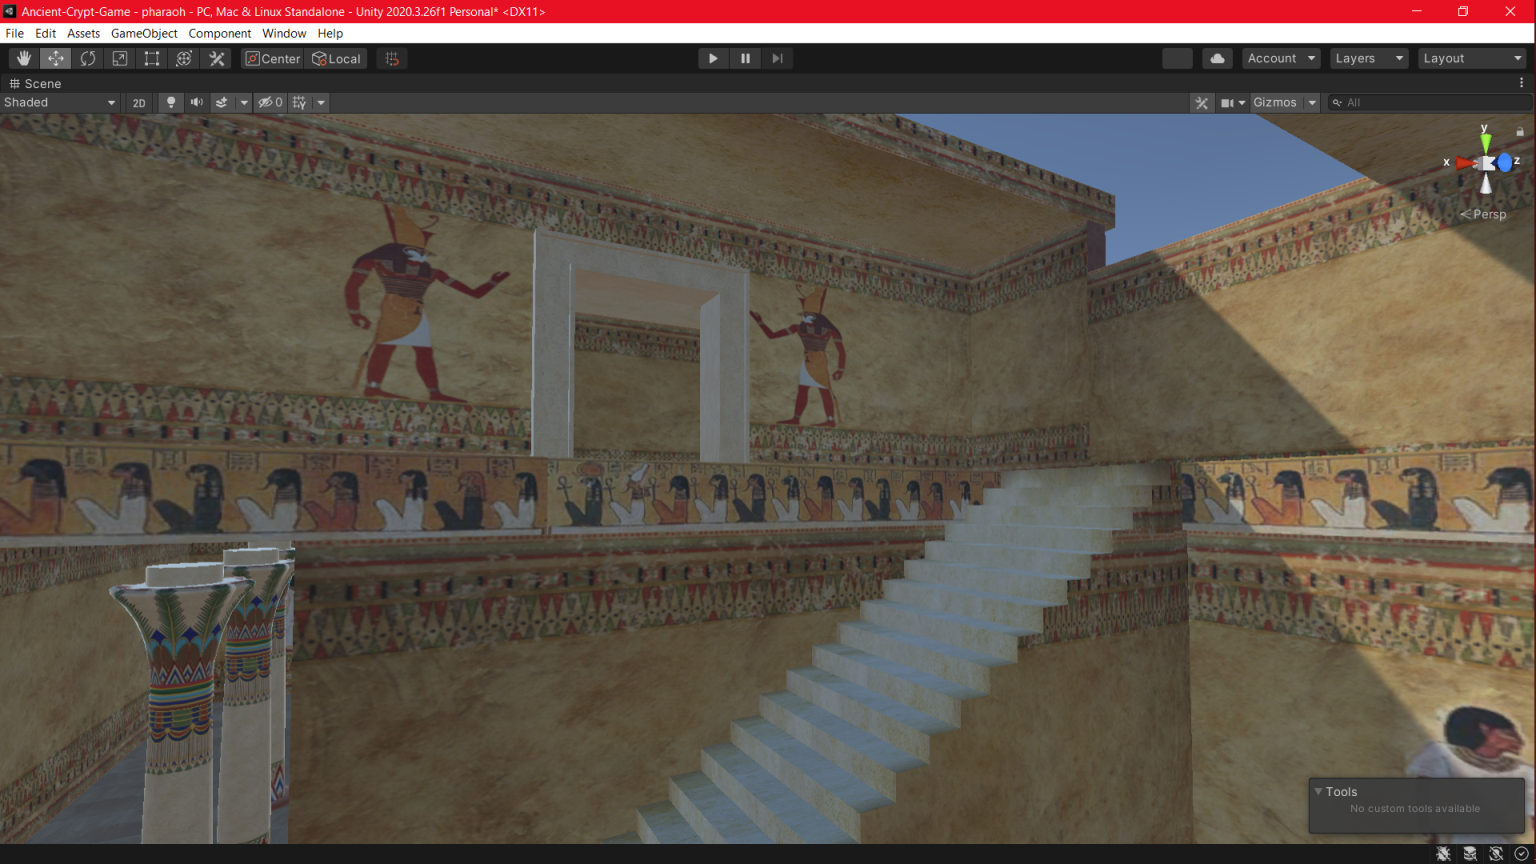 Ancient-Crypt-Game - pharaoh - PC, Mac & Linux Standalone - Unity 2020.3.26f1 Personal* <DX11>
File Edit Assets GameObject Component Window Help
Center Local Account Layers Layout
Scene
Shaded 2D 0 Gizmos All
y
x z
Persp
Tools
No custom tools available